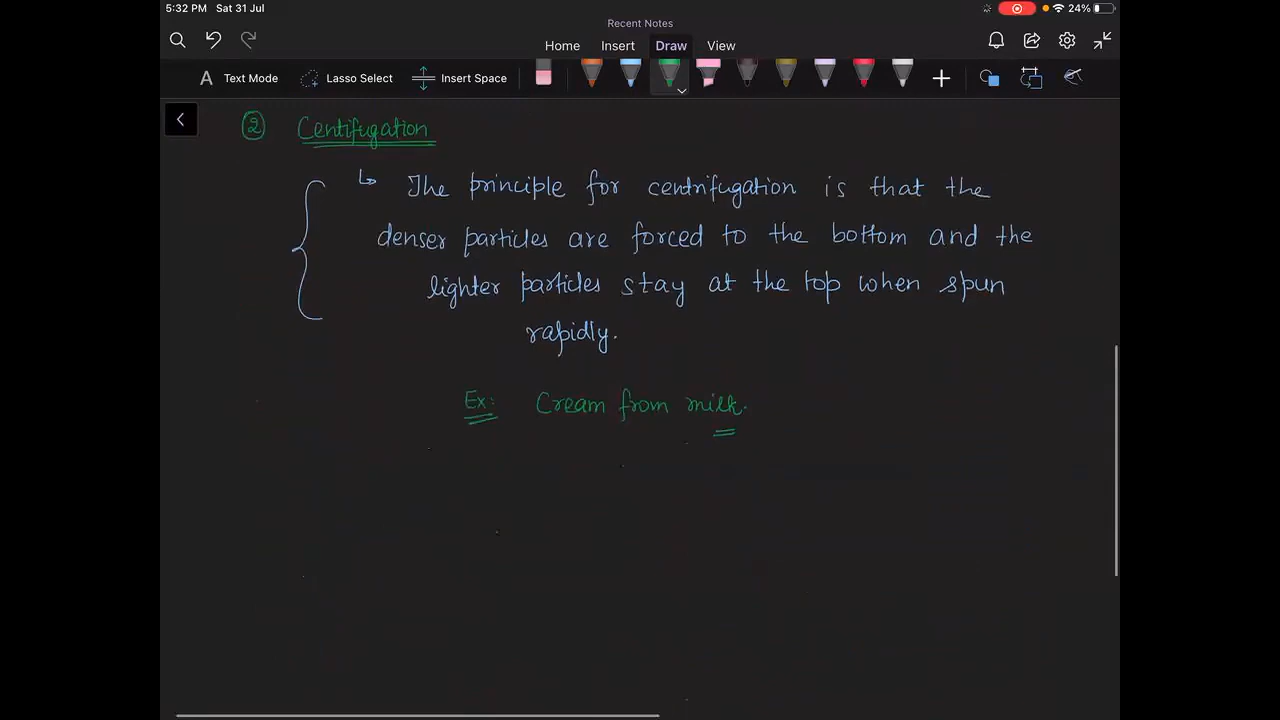 5:32 PM Sat 31 Jul
24%
Recent Notes
Home Insert Draw View
Text Mode Lasso Select Insert Space
② Centifugation
↳ The principle for centrifugation is that the
denser particles are forced to the bottom and the
lighter particles stay at the top when spun
rapidly.
Ex: Cream from milk.